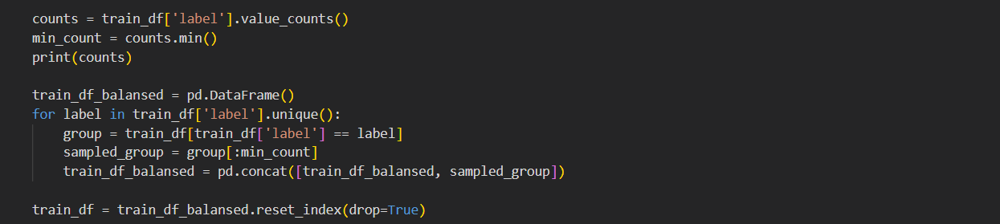 counts = train_df['label'].value_counts()
min_count = counts.min()
print(counts)
train_df_balansed = pd.DataFrame()
for label in train_df['label'].unique():
    group = train_df[train_df['label'] == label]
    sampled_group = group[:min_count]
    train_df_balansed = pd.concat([train_df_balansed, sampled_group])
train_df = train_df_balansed.reset_index(drop=True)